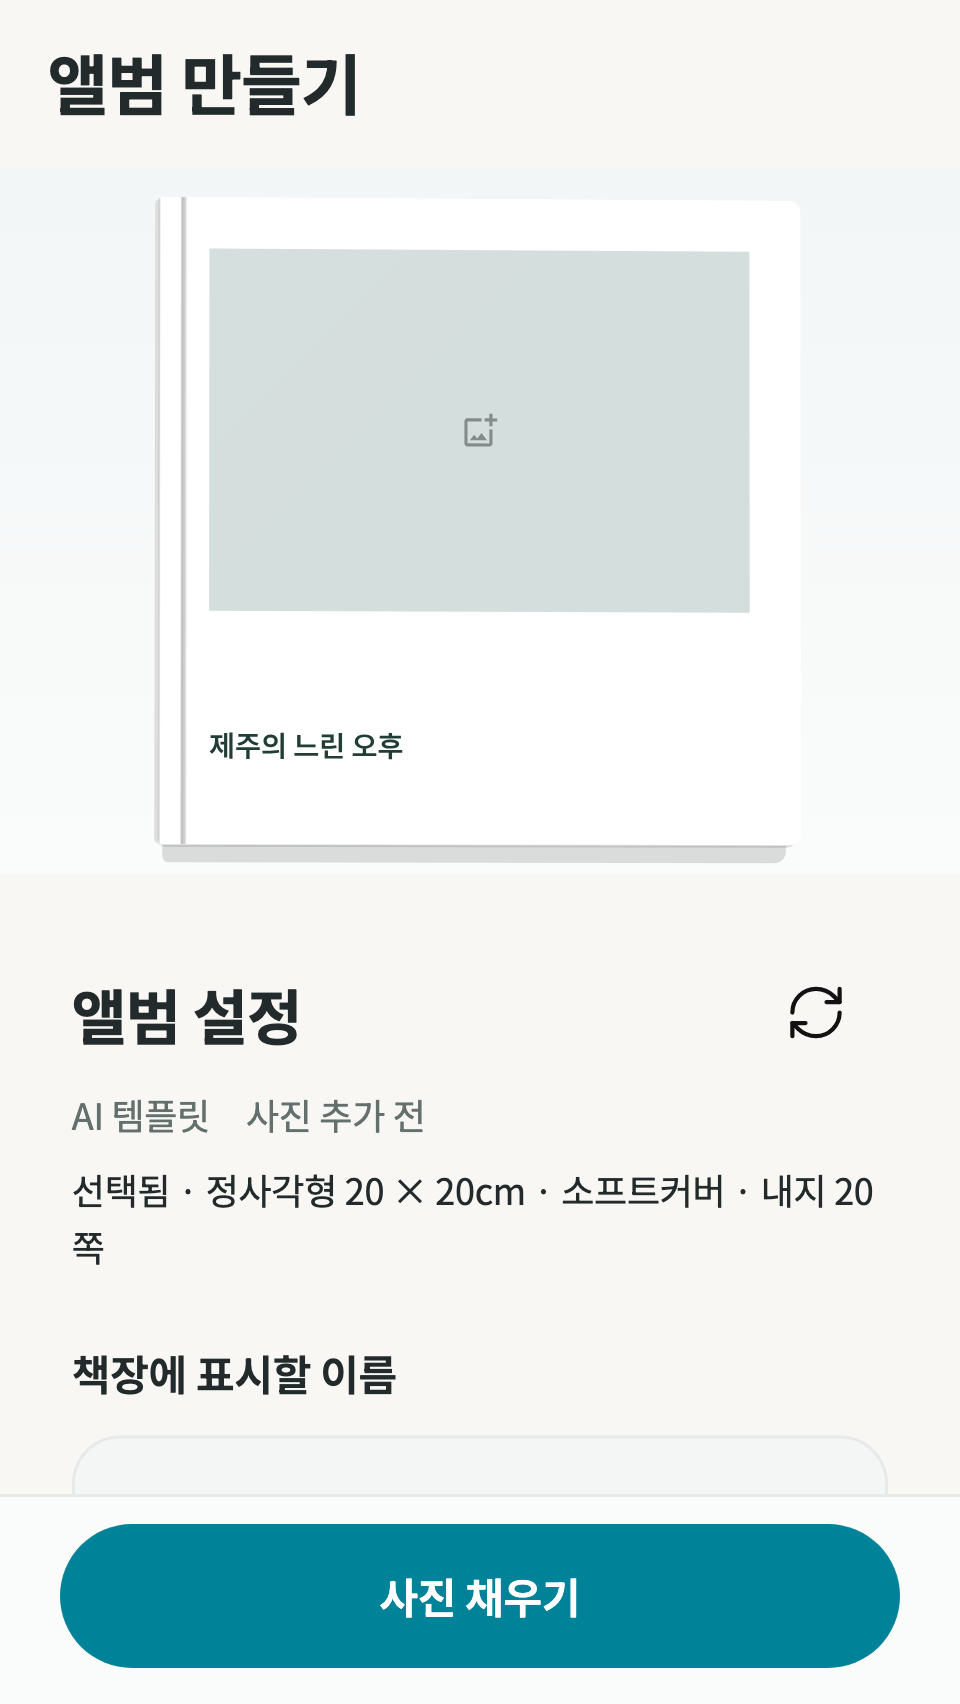 앨범 만들기
제주의 느린 오후
앨범 설정
AI 템플릿 사진 추가 전
선택됨 · 정사각형 20 × 20cm · 소프트커버 · 내지 20
쪽
책장에 표시할 이름
사진 채우기